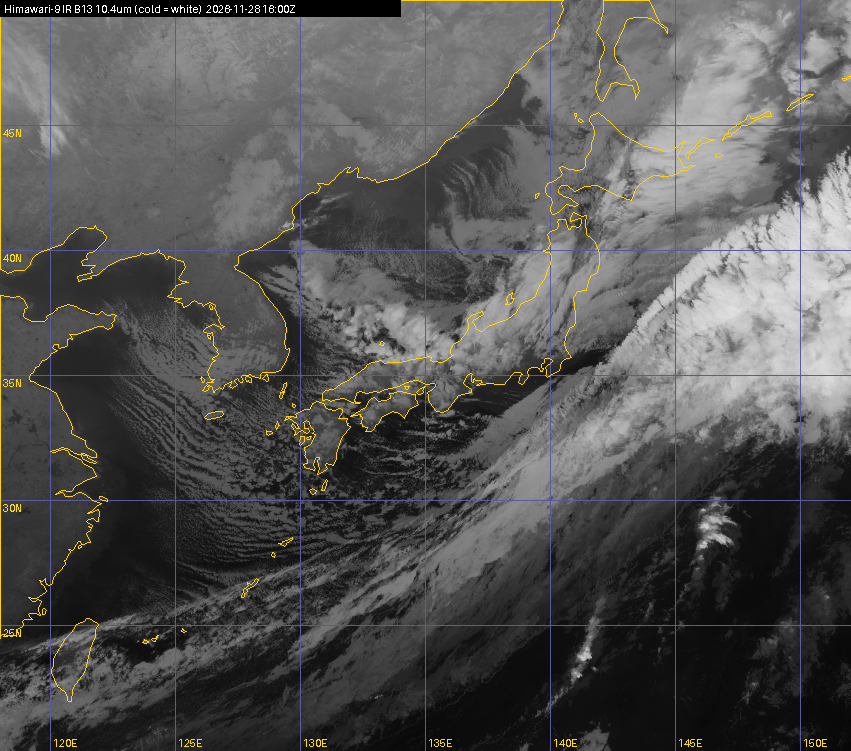 Himawari-9 IR B13 10.4um (cold = white) 2026-11-28 16:00Z
45N
40N
35N
30N
25N
120E
125E
130E
135E
140E
145E
150E